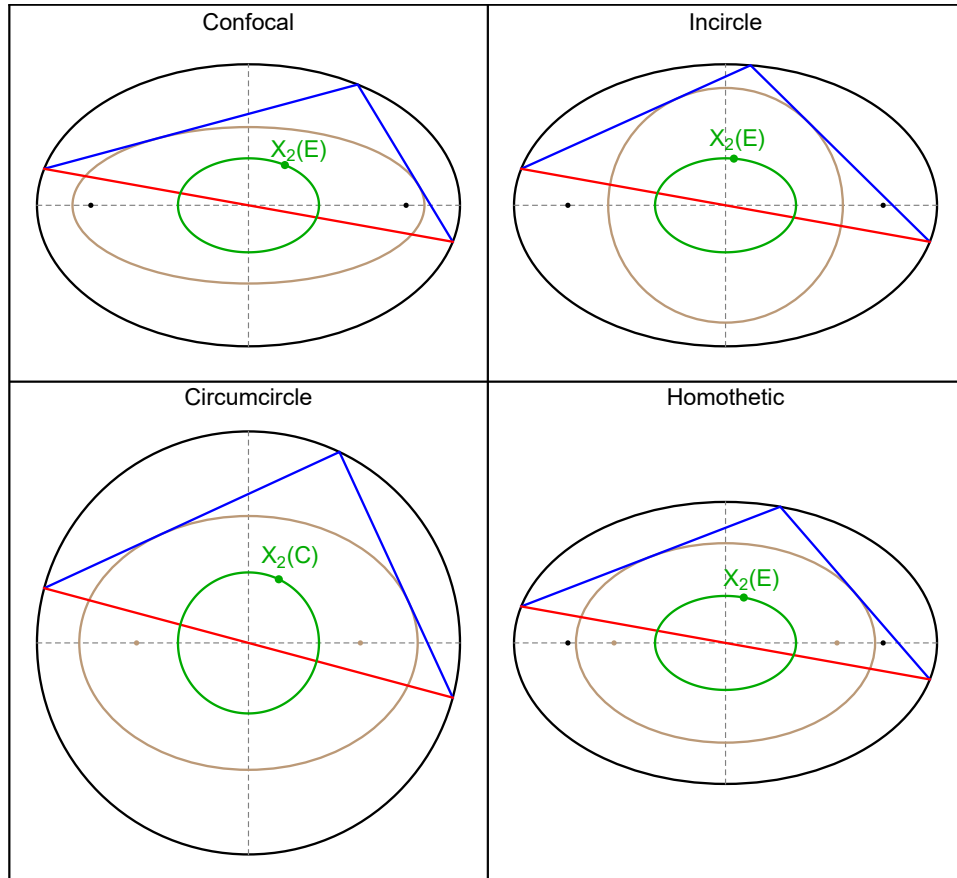 Confocal
Incircle
X₂(E)
X₂(E)
Circumcircle
Homothetic
X₂(C)
X₂(E)